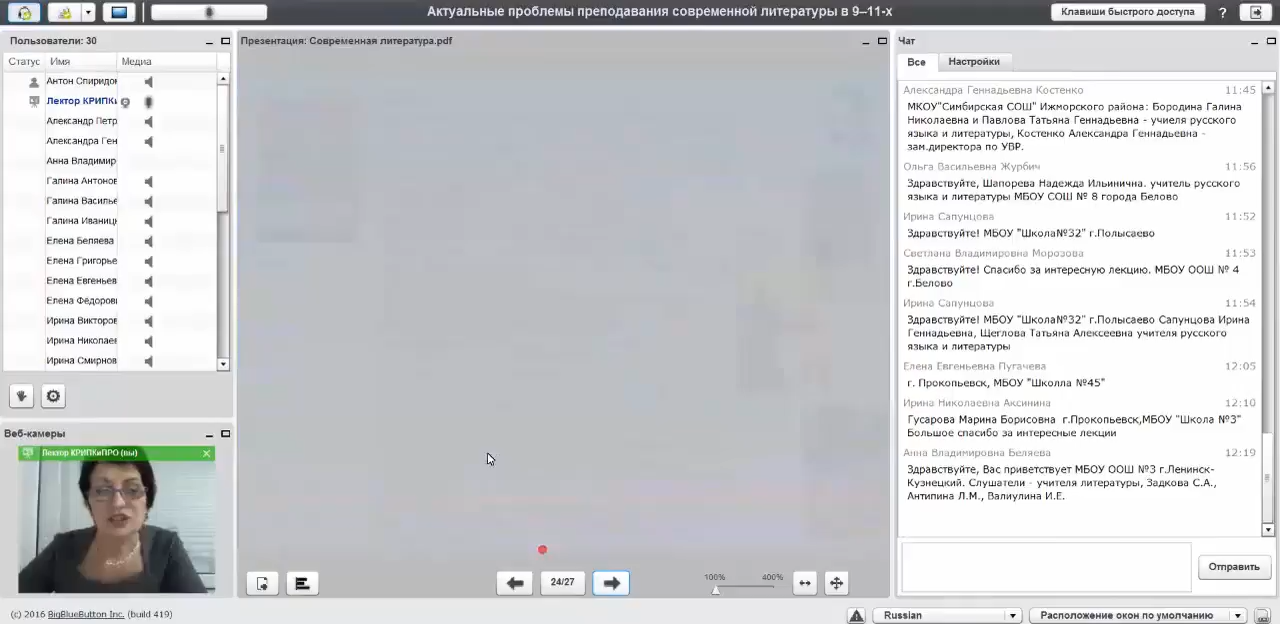 Актуальные проблемы преподавания современной литературы в 9–11-х
Клавиши быстрого доступа
?
Пользователи: 30
Статус Имя Медиа
Антон Спиридон
Лектор КРИПКи
Александр Петр
Александра Ген
Анна Владимир
Галина Антонов
Галина Василье
Галина Иваниц
Елена Беляева
Елена Григорье
Елена Евгеньев
Елена Федоров
Ирина Викторов
Ирина Николаев
Ирина Смирнов
Веб-камеры
Лектор КРИПКиПРО (вы)
Презентация: Современная литература.pdf
24/27
100% 400%
Чат
Все Настройки
Александра Геннадьевна Костенко 11:45
МКОУ"Симбирская СОШ" Ижморского района: Бородина Галина
Николаевна и Павлова Татьяна Геннадьевна - учиеля русского
языка и литературы, Костенко Александра Геннадьевна -
зам.директора по УВР.
Ольга Васильевна Журбич 11:56
Здравствуйте, Шапорева Надежда Ильинична. учитель русского
языка и литературы МБОУ СОШ № 8 города Белово
Ирина Сапунцова 11:52
Здравствуйте! МБОУ "Школа№32" г.Полысаево
Светлана Владимировна Морозова 11:53
Здравствуйте! Спасибо за интересную лекцию. МБОУ ООШ № 4
г.Белово
Ирина Сапунцова 11:54
Здравствуйте! МБОУ "Школа№32" г.Полысаево Сапунцова Ирина
Геннадьевна, Щеглова Татьяна Алексеевна учителя русского
языка и литературы
Елена Евгеньевна Пугачева 12:05
г. Прокопьевск, МБОУ "Школла №45"
Ирина Николаевна Аксинина 12:10
Гусарова Марина Борисовна г.Прокопьевск,МБОУ "Школа №3"
Большое спасибо за интересные лекции
Анна Владимировна Беляева 12:19
Здравствуйте, Вас приветствует МБОУ ООШ №3 г.Ленинск-
Кузнецкий. Слушатели - учителя литературы, Задкова С.А.,
Антипина Л.М., Валиулина И.Е.
Отправить
(c) 2016 BigBlueButton Inc. (build 419)
Russian
Расположение окон по умолчанию